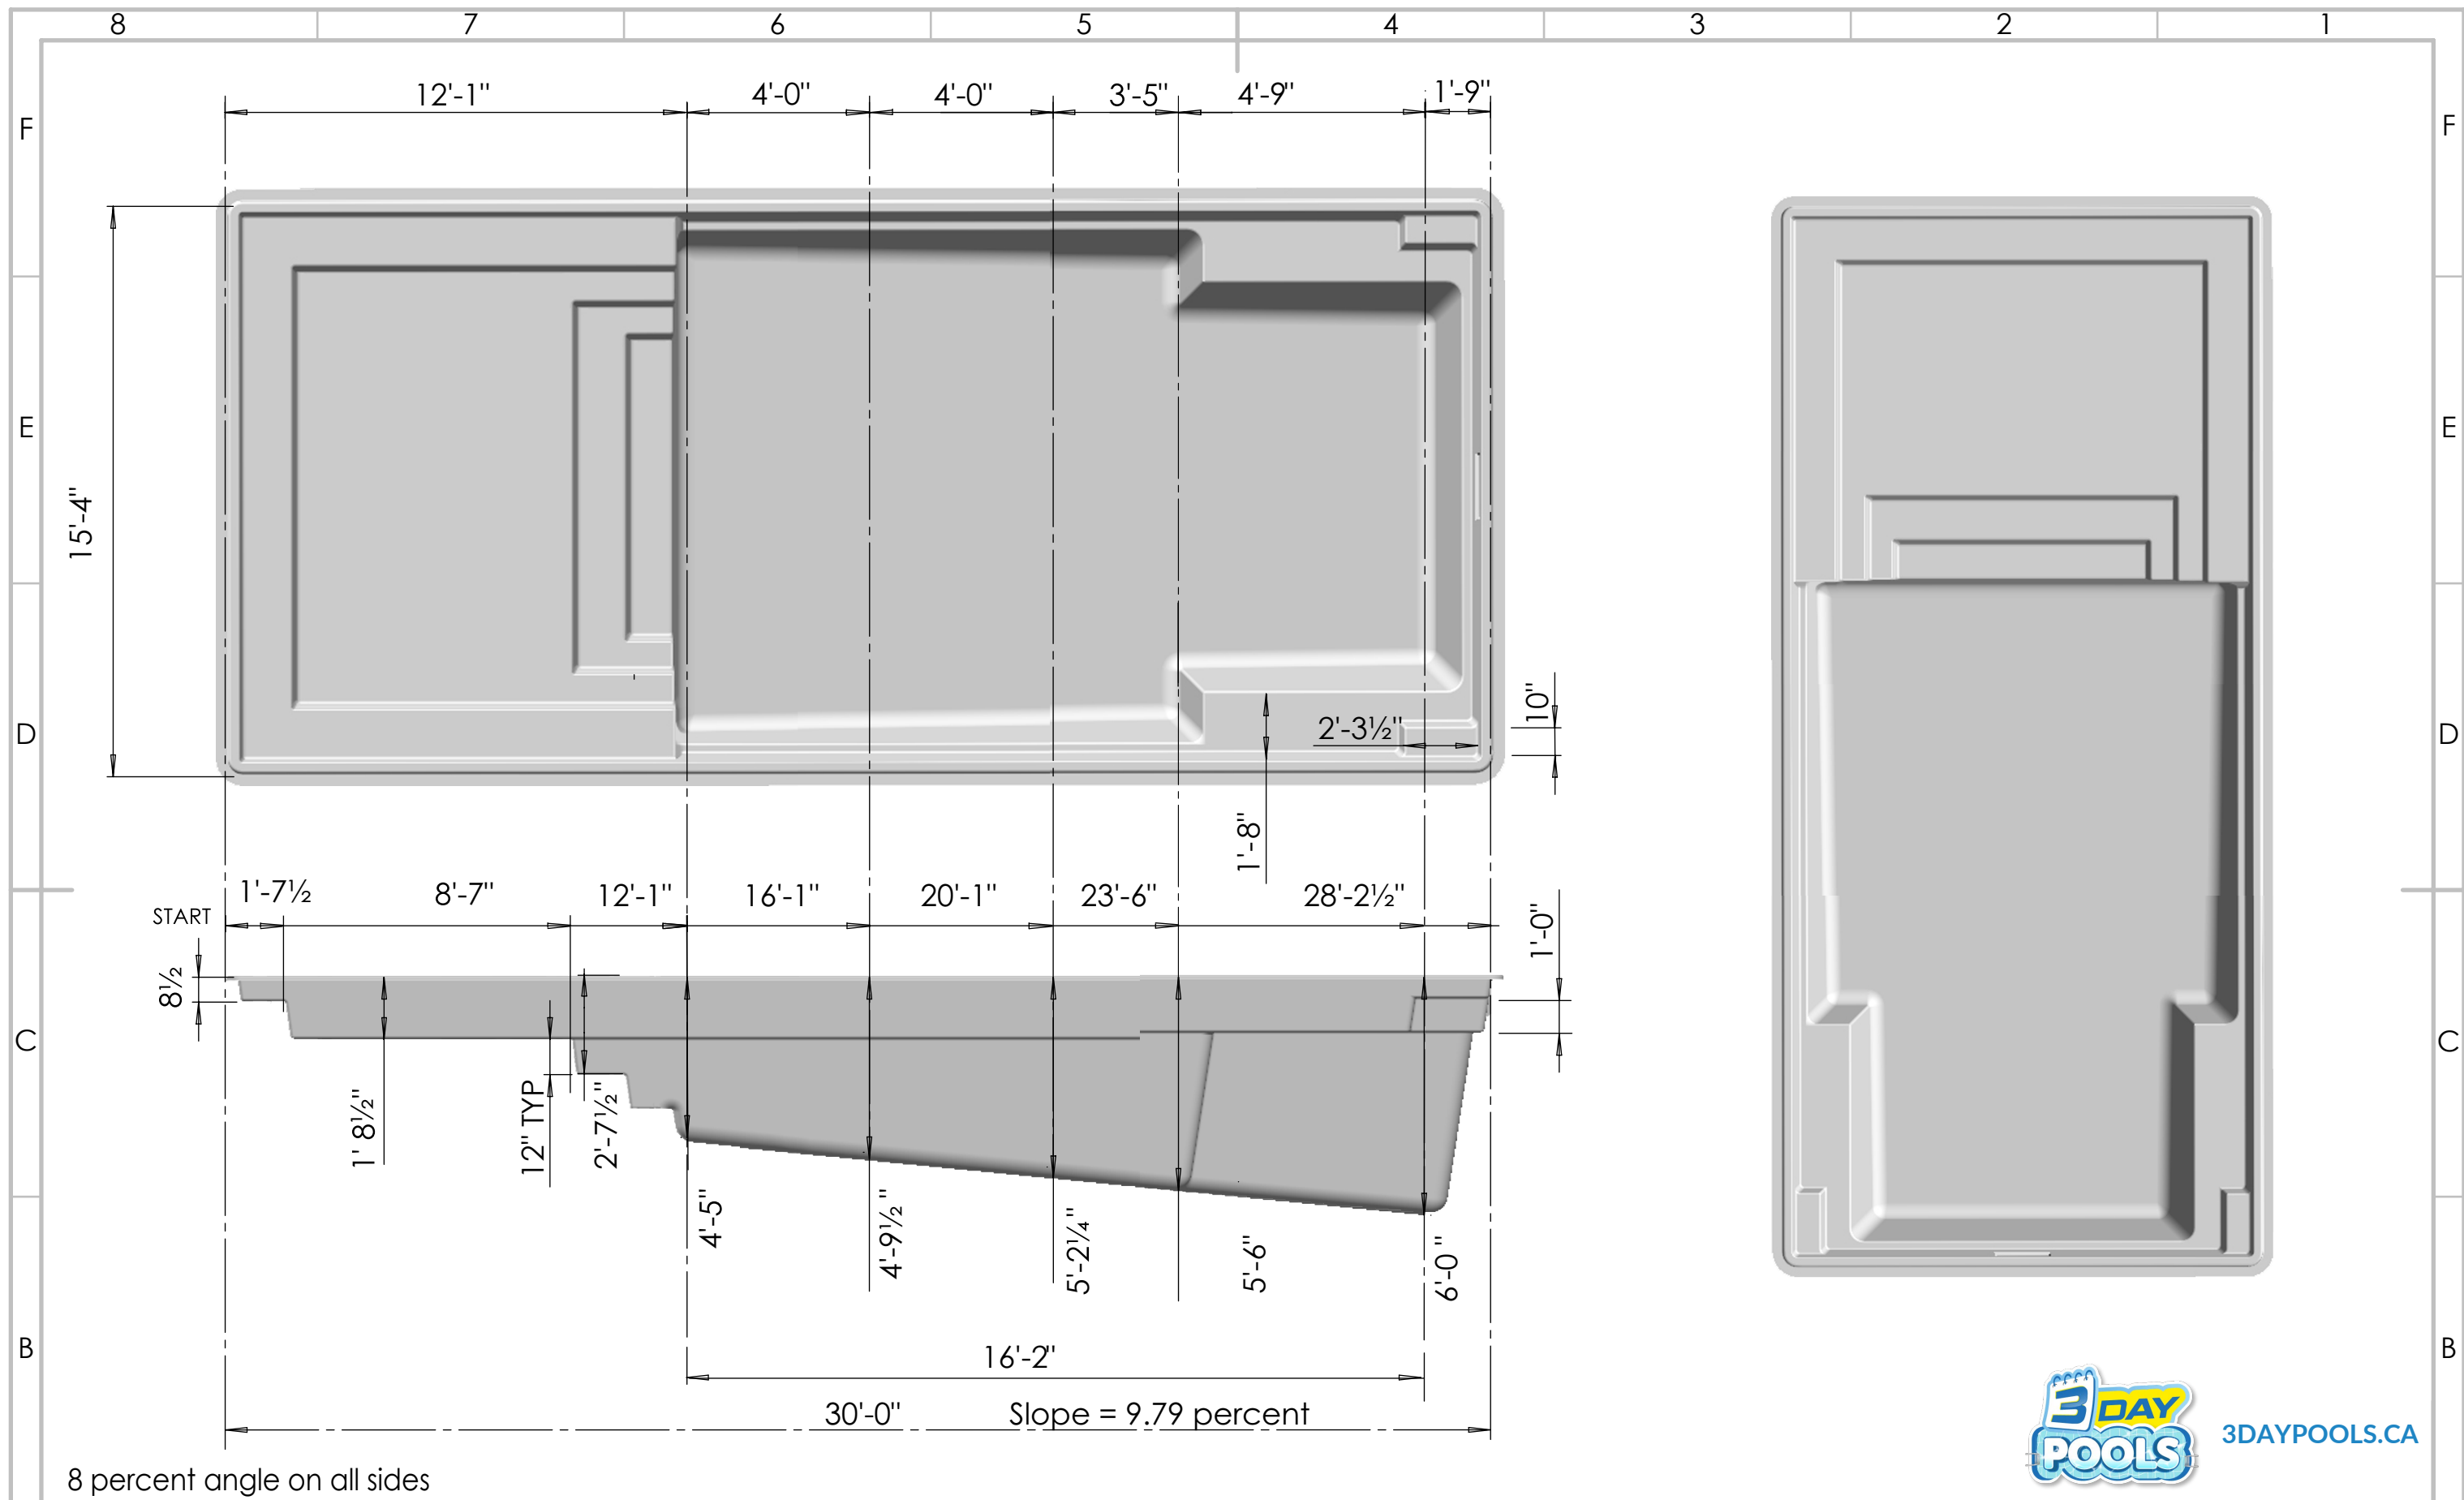 8 7 6 5 4 3 2 1
F F
12'-1" 4'-0" 4'-0" 3'-5" 4'-9" 1'-9"
E E
15'-4"
D D
10"
2'-3½"
1'-8"
1'-7½ 8'-7" 12'-1" 16'-1" 20'-1" 23'-6" 28'-2½"
START
1'-0"
8½
C C
1' 8½"
12" TYP
2'-7½"
4'-5"
4'-9½"
5'-2¼"
5'-6"
6'-0"
B B
16'-2"
30'-0" Slope = 9.79 percent
3 DAY
POOLS
3DAYPOOLS.CA
8 percent angle on all sides